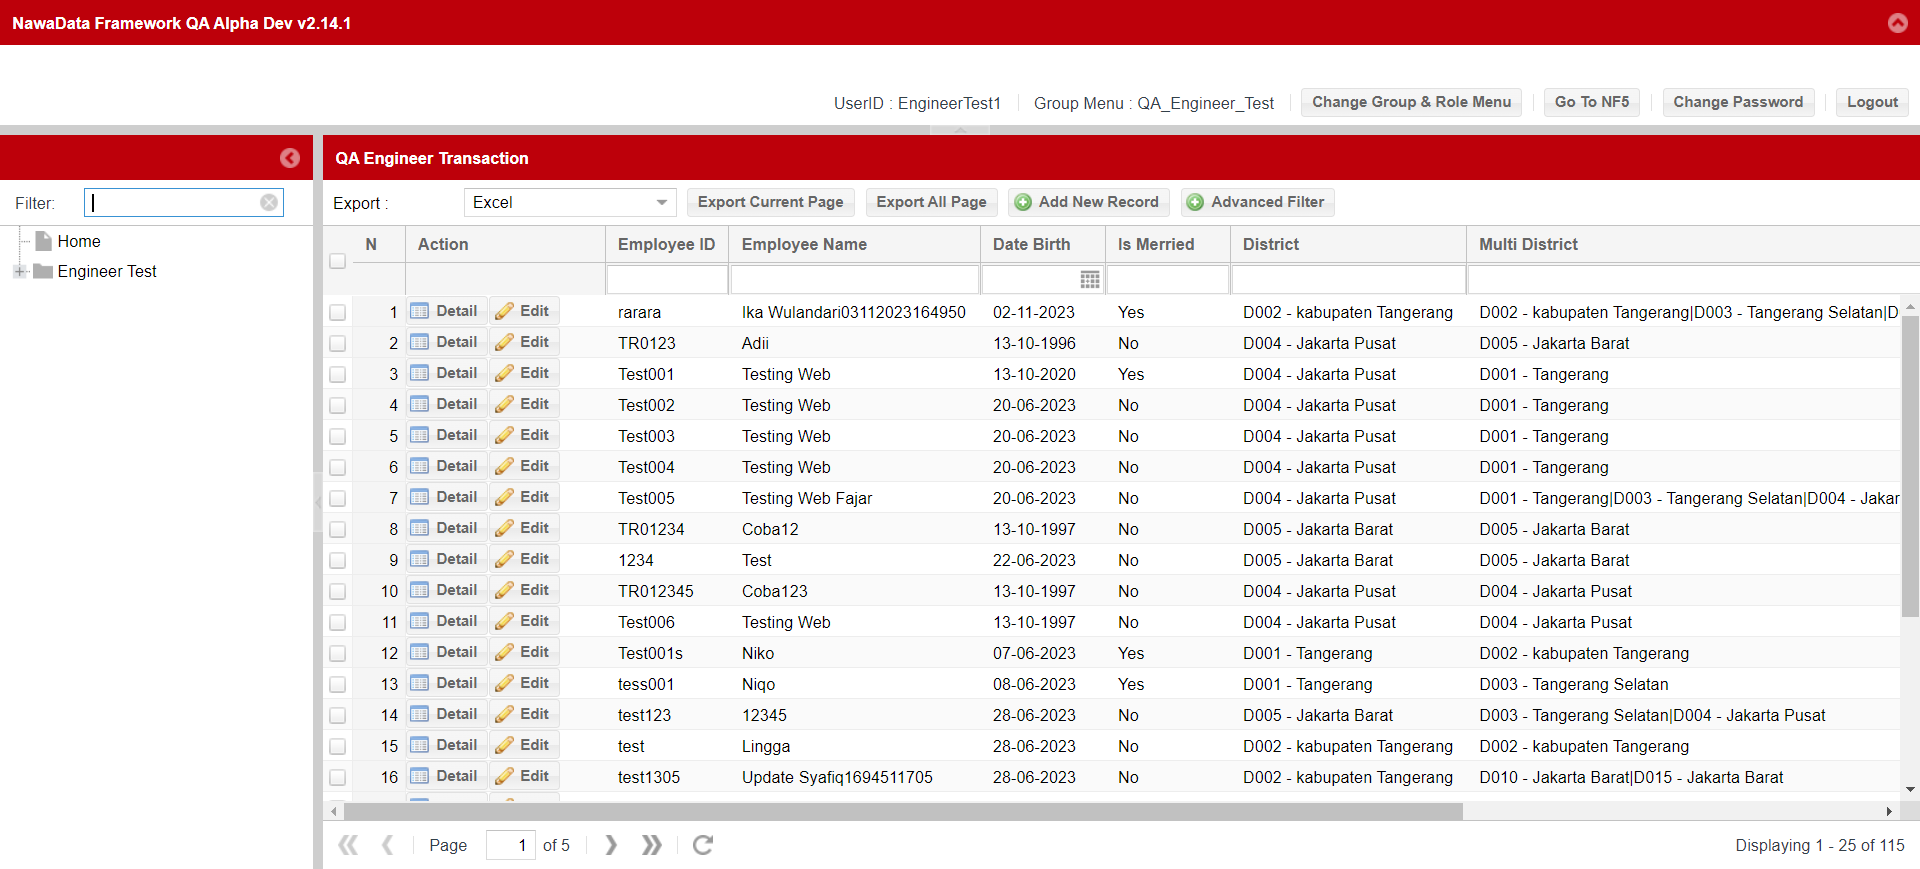 NawaData Framework QA Alpha Dev v2.14.1
UserID : EngineerTest1 Group Menu : QA_Engineer_Test Change Group & Role Menu Go To NF5 Change Password Logout
QA Engineer Transaction
Filter:
Home
Engineer Test
Export : Excel Export Current Page Export All Page Add New Record Advanced Filter
N Action Employee ID Employee Name Date Birth Is Merried District Multi District
1 Detail Edit rarara Ika Wulandari03112023164950 02-11-2023 Yes D002 - kabupaten Tangerang D002 - kabupaten Tangerang|D003 - Tangerang Selatan|D
2 Detail Edit TR0123 Adii 13-10-1996 No D004 - Jakarta Pusat D005 - Jakarta Barat
3 Detail Edit Test001 Testing Web 13-10-2020 Yes D004 - Jakarta Pusat D001 - Tangerang
4 Detail Edit Test002 Testing Web 20-06-2023 No D004 - Jakarta Pusat D001 - Tangerang
5 Detail Edit Test003 Testing Web 20-06-2023 No D004 - Jakarta Pusat D001 - Tangerang
6 Detail Edit Test004 Testing Web 20-06-2023 No D004 - Jakarta Pusat D001 - Tangerang
7 Detail Edit Test005 Testing Web Fajar 20-06-2023 No D004 - Jakarta Pusat D001 - Tangerang|D003 - Tangerang Selatan|D004 - Jakar
8 Detail Edit TR01234 Coba12 13-10-1997 No D005 - Jakarta Barat D005 - Jakarta Barat
9 Detail Edit 1234 Test 22-06-2023 No D005 - Jakarta Barat D005 - Jakarta Barat
10 Detail Edit TR012345 Coba123 13-10-1997 No D004 - Jakarta Pusat D004 - Jakarta Pusat
11 Detail Edit Test006 Testing Web 13-10-1997 No D004 - Jakarta Pusat D004 - Jakarta Pusat
12 Detail Edit Test001s Niko 07-06-2023 Yes D001 - Tangerang D002 - kabupaten Tangerang
13 Detail Edit tess001 Niqo 08-06-2023 Yes D001 - Tangerang D003 - Tangerang Selatan
14 Detail Edit test123 12345 28-06-2023 No D005 - Jakarta Barat D003 - Tangerang Selatan|D004 - Jakarta Pusat
15 Detail Edit test Lingga 28-06-2023 No D002 - kabupaten Tangerang D002 - kabupaten Tangerang
16 Detail Edit test1305 Update Syafiq1694511705 28-06-2023 No D002 - kabupaten Tangerang D010 - Jakarta Barat|D015 - Jakarta Barat
Page 1 of 5 Displaying 1 - 25 of 115